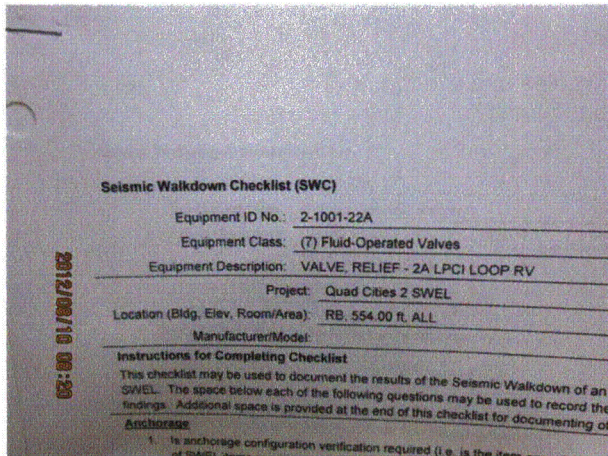 Seismic Walkdown Checklist (SWC)
Equipment ID No.: 2-1001-22A
Equipment Class: (7) Fluid-Operated Valves
Equipment Description: VALVE, RELIEF - 2A LPCI LOOP RV
Project: Quad Cities 2 SWEL
Location (Bldg, Elev, Room/Area): RB, 554.00 ft, ALL
Manufacturer/Model:
Instructions for Completing Checklist
This checklist may be used to document the results of the Seismic Walkdown of an
SWEL. The space below each of the following questions may be used to record the
findings. Additional space is provided at the end of this checklist for documenting
Anchorage
1. Is anchorage configuration verification required (i.e. is the item
of SWEL
2012/08/10 08:20